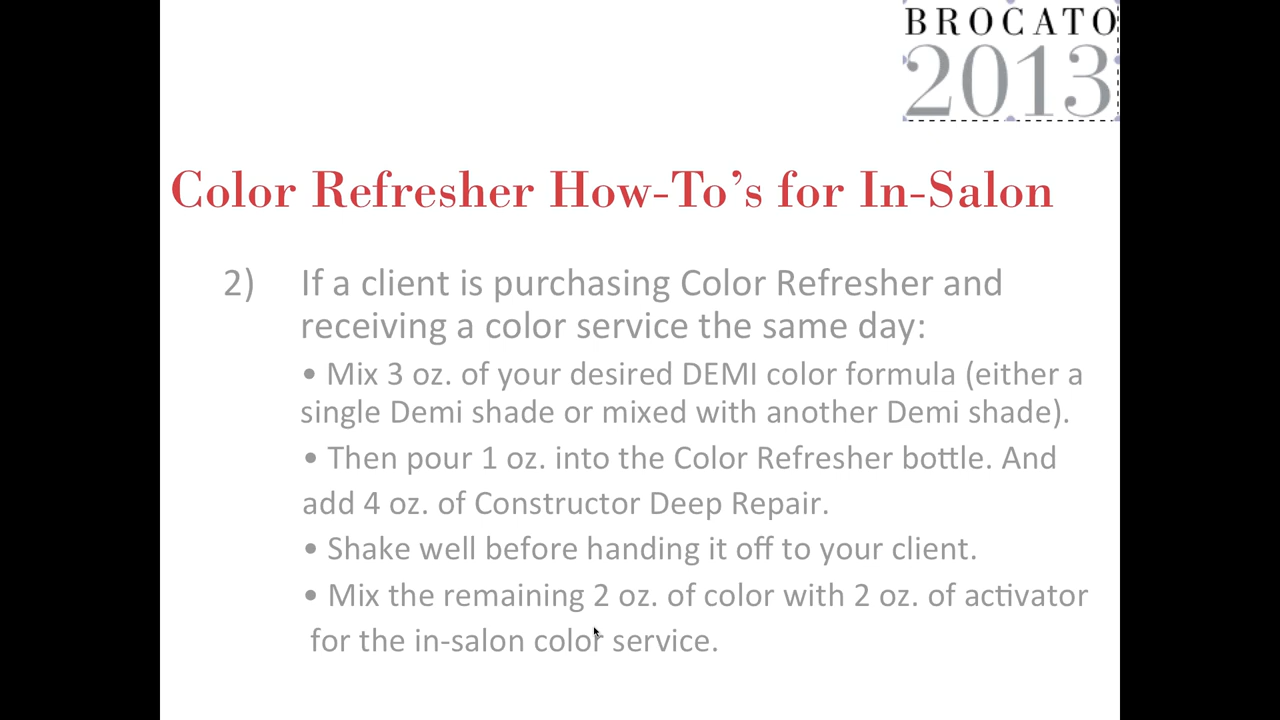 BROCATO
2013
Color Refresher How-To’s for In-Salon
2) If a client is purchasing Color Refresher and
receiving a color service the same day:
• Mix 3 oz. of your desired DEMI color formula (either a
single Demi shade or mixed with another Demi shade).
• Then pour 1 oz. into the Color Refresher bottle. And
add 4 oz. of Constructor Deep Repair.
• Shake well before handing it off to your client.
• Mix the remaining 2 oz. of color with 2 oz. of activator
for the in-salon color service.